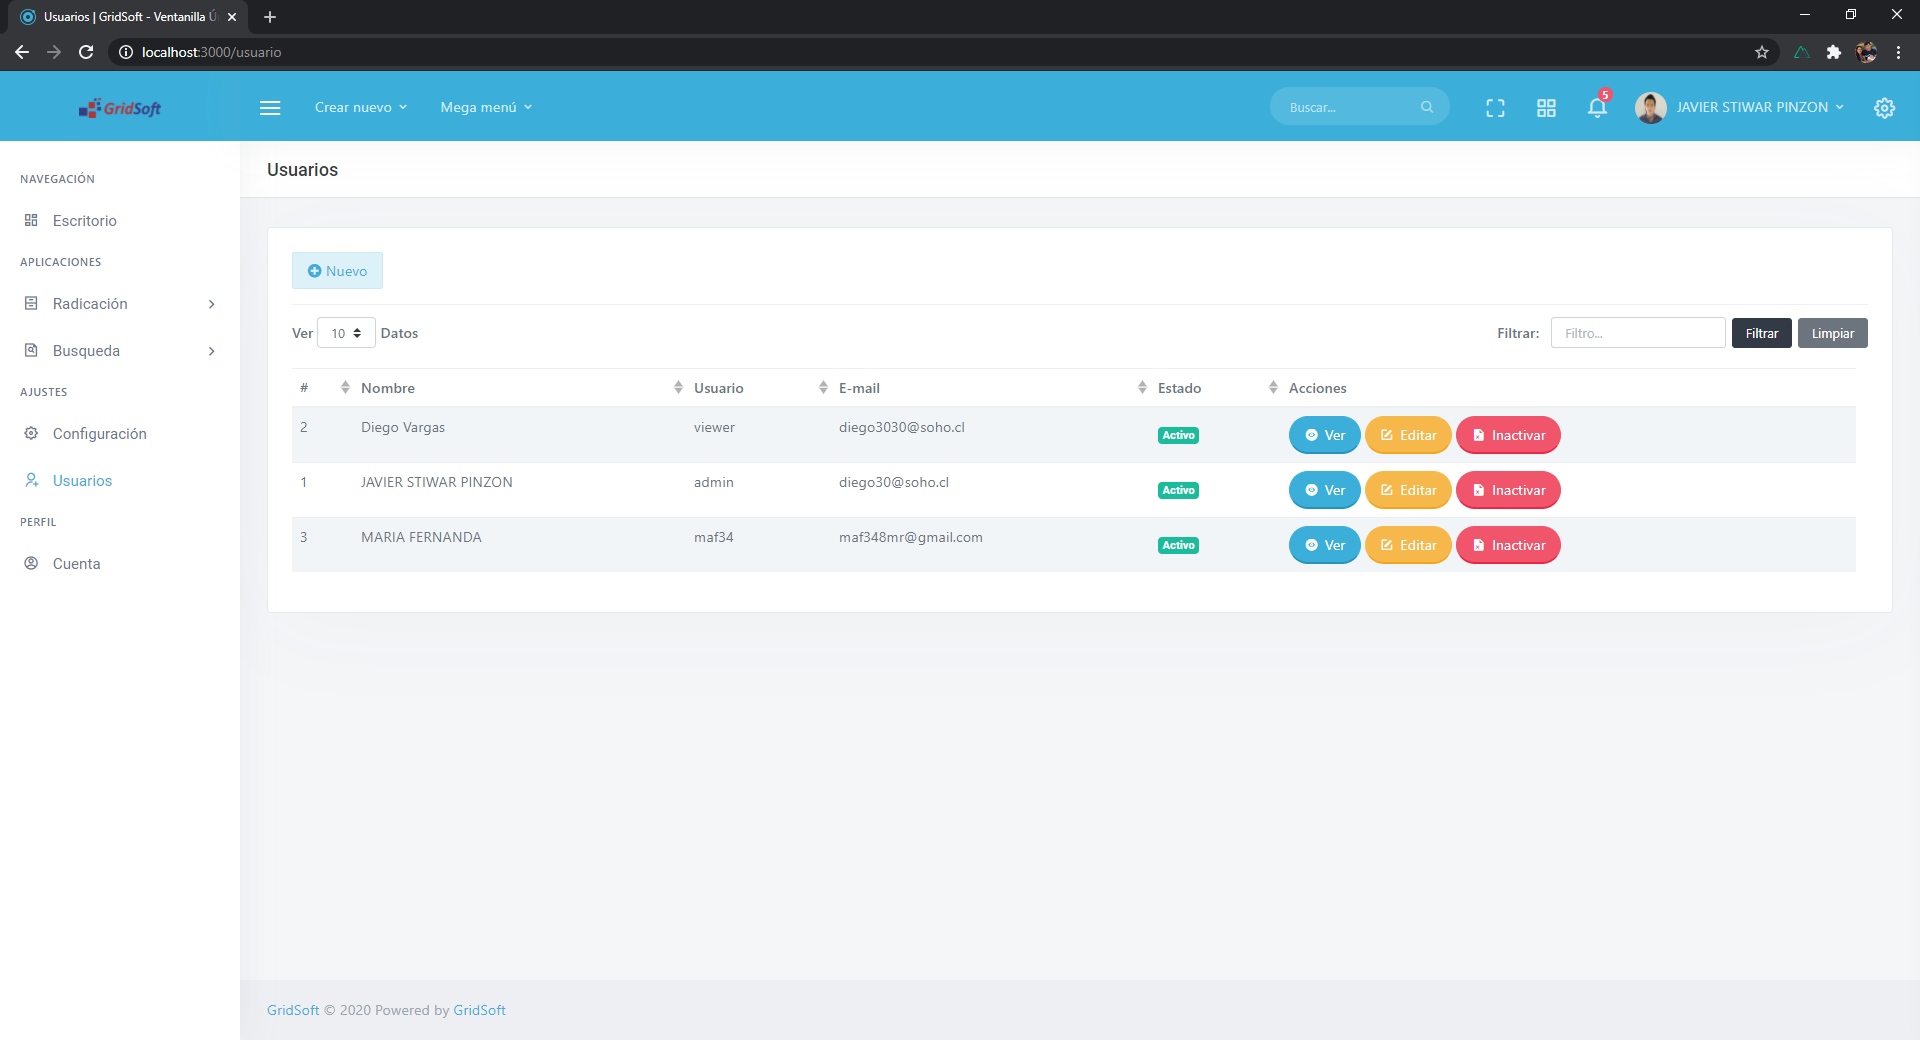 Usuarios | GridSoft - Ventanilla Ú
localhost:3000/usuario
GridSoft
Crear nuevo
Mega menú
Buscar...
5
JAVIER STIWAR PINZON
NAVEGACIÓN
Escritorio
APLICACIONES
Radicación
Busqueda
AJUSTES
Configuración
Usuarios
PERFIL
Cuenta
Usuarios
Nuevo
Ver 10 Datos
Filtrar: Filtro... Filtrar Limpiar
# Nombre Usuario E-mail Estado Acciones
2 Diego Vargas viewer diego3030@soho.cl Activo Ver Editar Inactivar
1 JAVIER STIWAR PINZON admin diego30@soho.cl Activo Ver Editar Inactivar
3 MARIA FERNANDA maf34 maf348mr@gmail.com Activo Ver Editar Inactivar
GridSoft © 2020 Powered by GridSoft